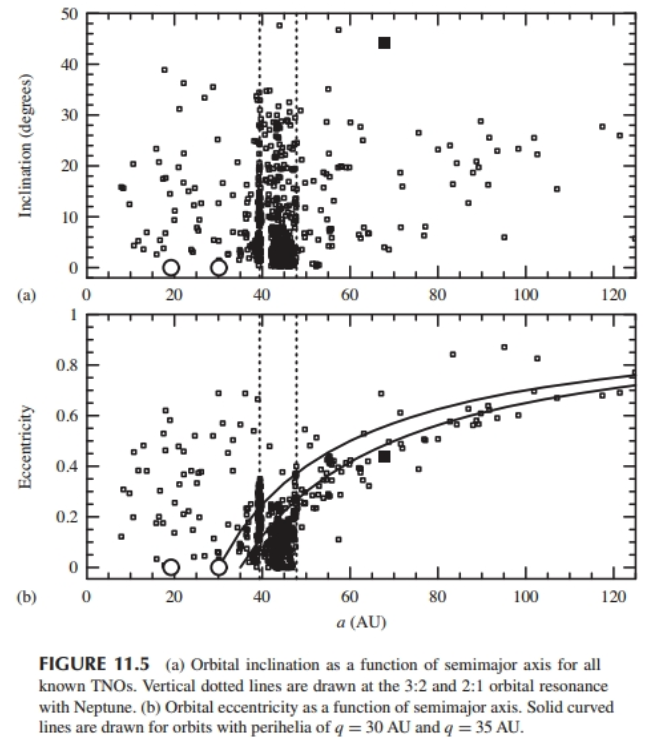 50
40
30
20
10
0
Inclination (degrees)
(a)
0 20 40 60 80 100 120
1
0.8
0.6
0.4
0.2
0
Eccentricity
(b)
0 20 40 60 80 100 120
a (AU)
FIGURE 11.5 (a) Orbital inclination as a function of semimajor axis for all
known TNOs. Vertical dotted lines are drawn at the 3:2 and 2:1 orbital resonance
with Neptune. (b) Orbital eccentricity as a function of semimajor axis. Solid curved
lines are drawn for orbits with perihelia of q = 30 AU and q = 35 AU.